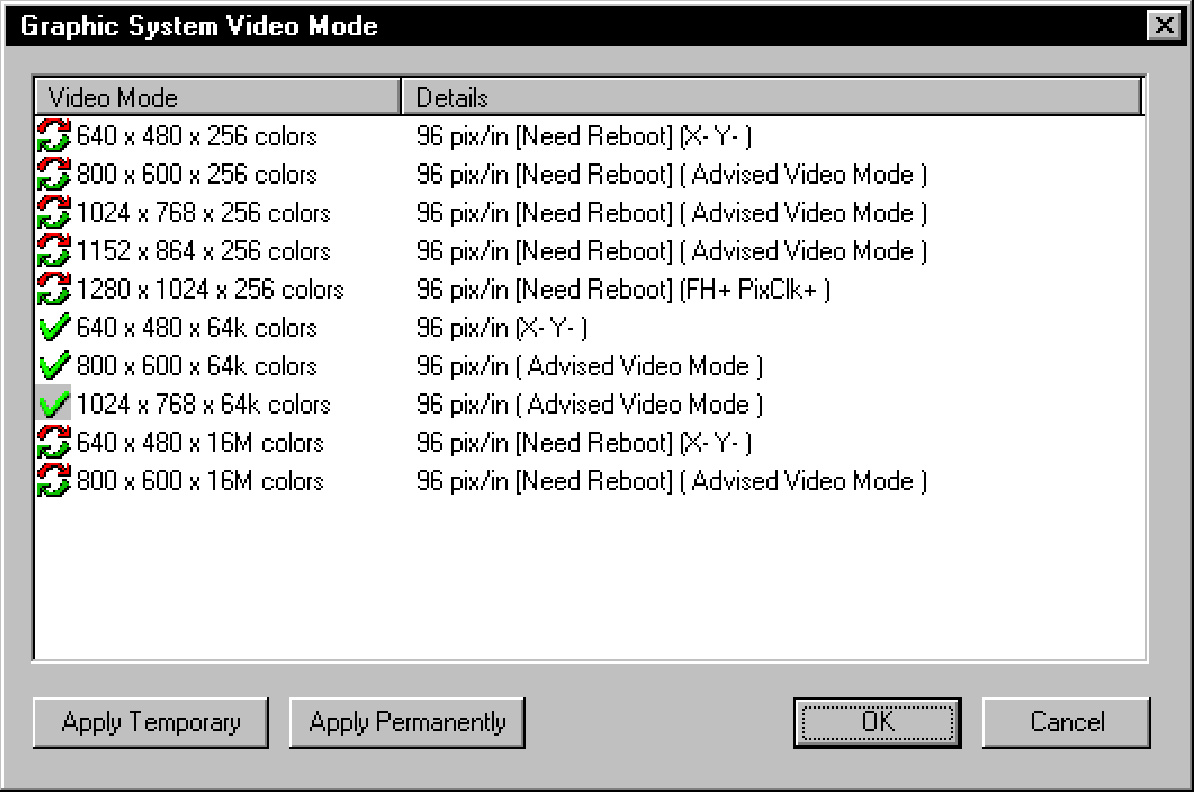 Graphic System Video Mode
Video Mode Details
640 x 480 x 256 colors 96 pix/in [Need Reboot] (X- Y- )
800 x 600 x 256 colors 96 pix/in [Need Reboot] ( Advised Video Mode )
1024 x 768 x 256 colors 96 pix/in [Need Reboot] ( Advised Video Mode )
1152 x 864 x 256 colors 96 pix/in [Need Reboot] ( Advised Video Mode )
1280 x 1024 x 256 colors 96 pix/in [Need Reboot] (FH+ PixClk+ )
640 x 480 x 64k colors 96 pix/in (X- Y- )
800 x 600 x 64k colors 96 pix/in ( Advised Video Mode )
1024 x 768 x 64k colors 96 pix/in ( Advised Video Mode )
640 x 480 x 16M colors 96 pix/in [Need Reboot] (X- Y- )
800 x 600 x 16M colors 96 pix/in [Need Reboot] ( Advised Video Mode )
Apply Temporary Apply Permanently OK Cancel